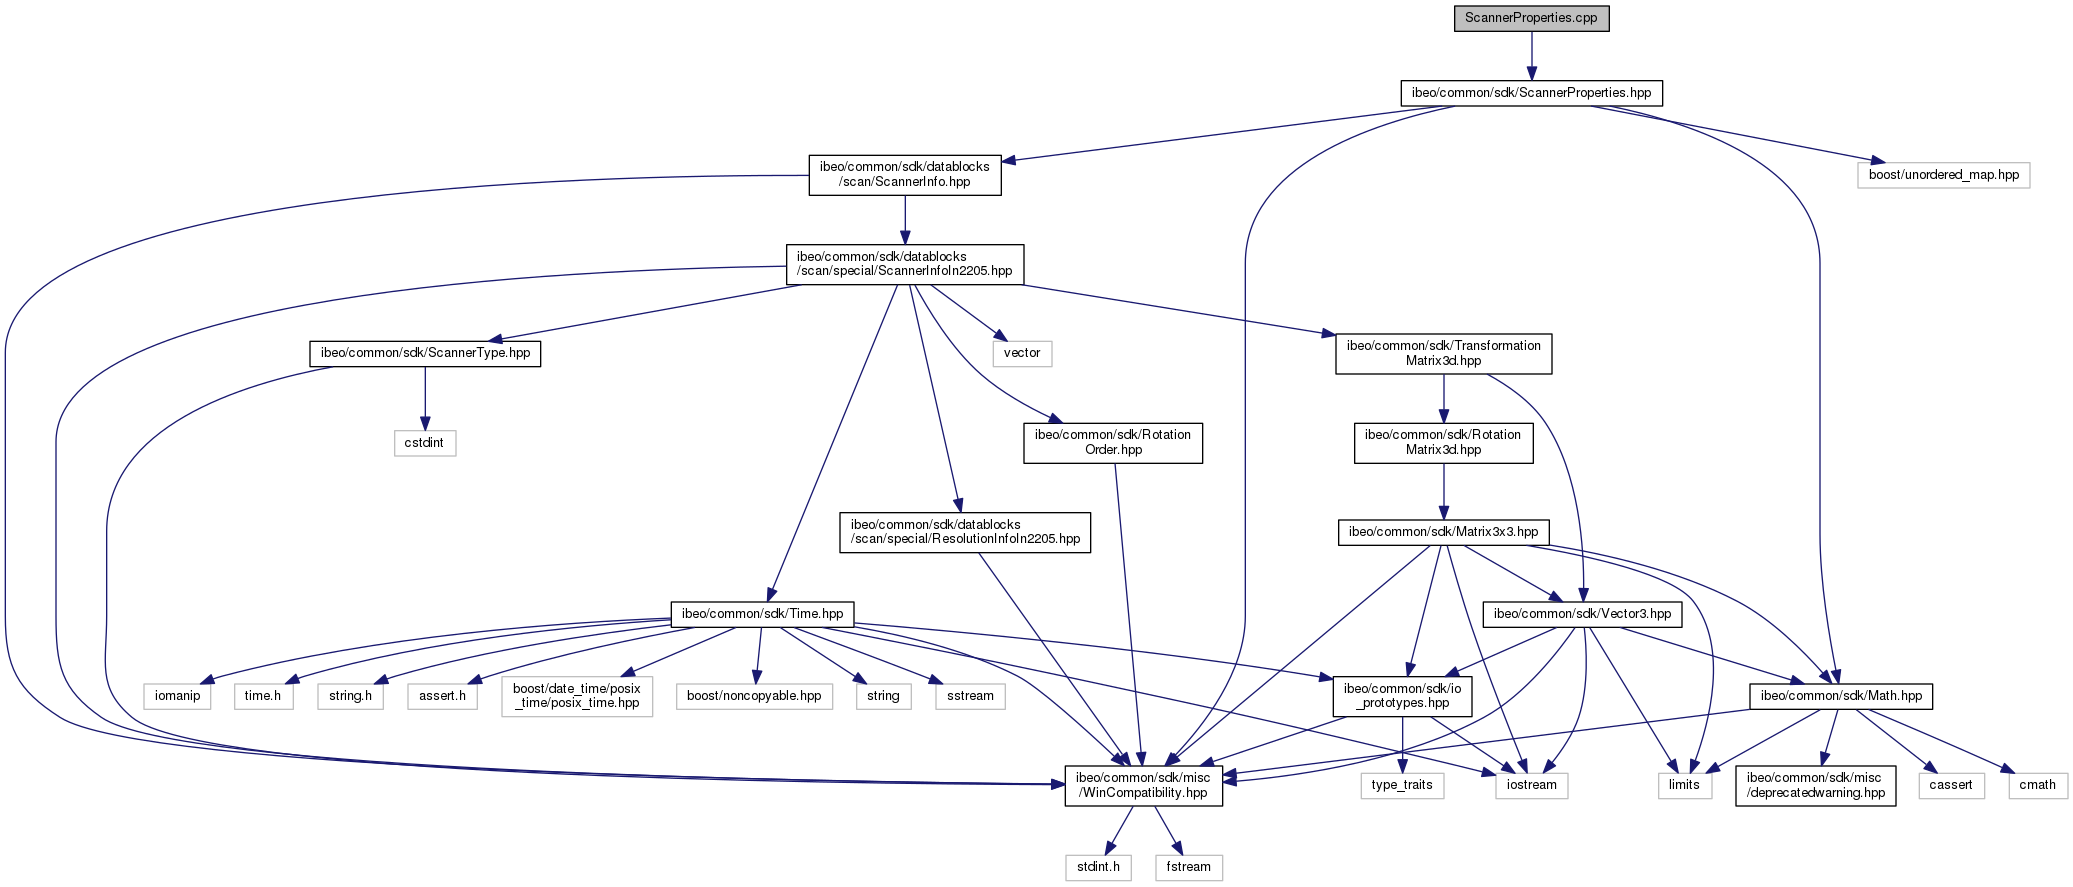 ScannerProperties.cpp
ibeo/common/sdk/ScannerProperties.hpp
ibeo/common/sdk/datablocks
/scan/ScannerInfo.hpp
boost/unordered_map.hpp
ibeo/common/sdk/datablocks
/scan/special/ScannerInfoIn2205.hpp
ibeo/common/sdk/ScannerType.hpp
vector
ibeo/common/sdk/Transformation
Matrix3d.hpp
cstdint
ibeo/common/sdk/Rotation
Order.hpp
ibeo/common/sdk/Rotation
Matrix3d.hpp
ibeo/common/sdk/datablocks
/scan/special/ResolutionInfoIn2205.hpp
ibeo/common/sdk/Matrix3x3.hpp
ibeo/common/sdk/Time.hpp
ibeo/common/sdk/Vector3.hpp
iomanip
time.h
string.h
assert.h
boost/date_time/posix
_time/posix_time.hpp
boost/noncopyable.hpp
string
sstream
ibeo/common/sdk/io
_prototypes.hpp
ibeo/common/sdk/Math.hpp
ibeo/common/sdk/misc
/WinCompatibility.hpp
type_traits
iostream
limits
ibeo/common/sdk/misc
/deprecatedwarning.hpp
cassert
cmath
stdint.h
fstream